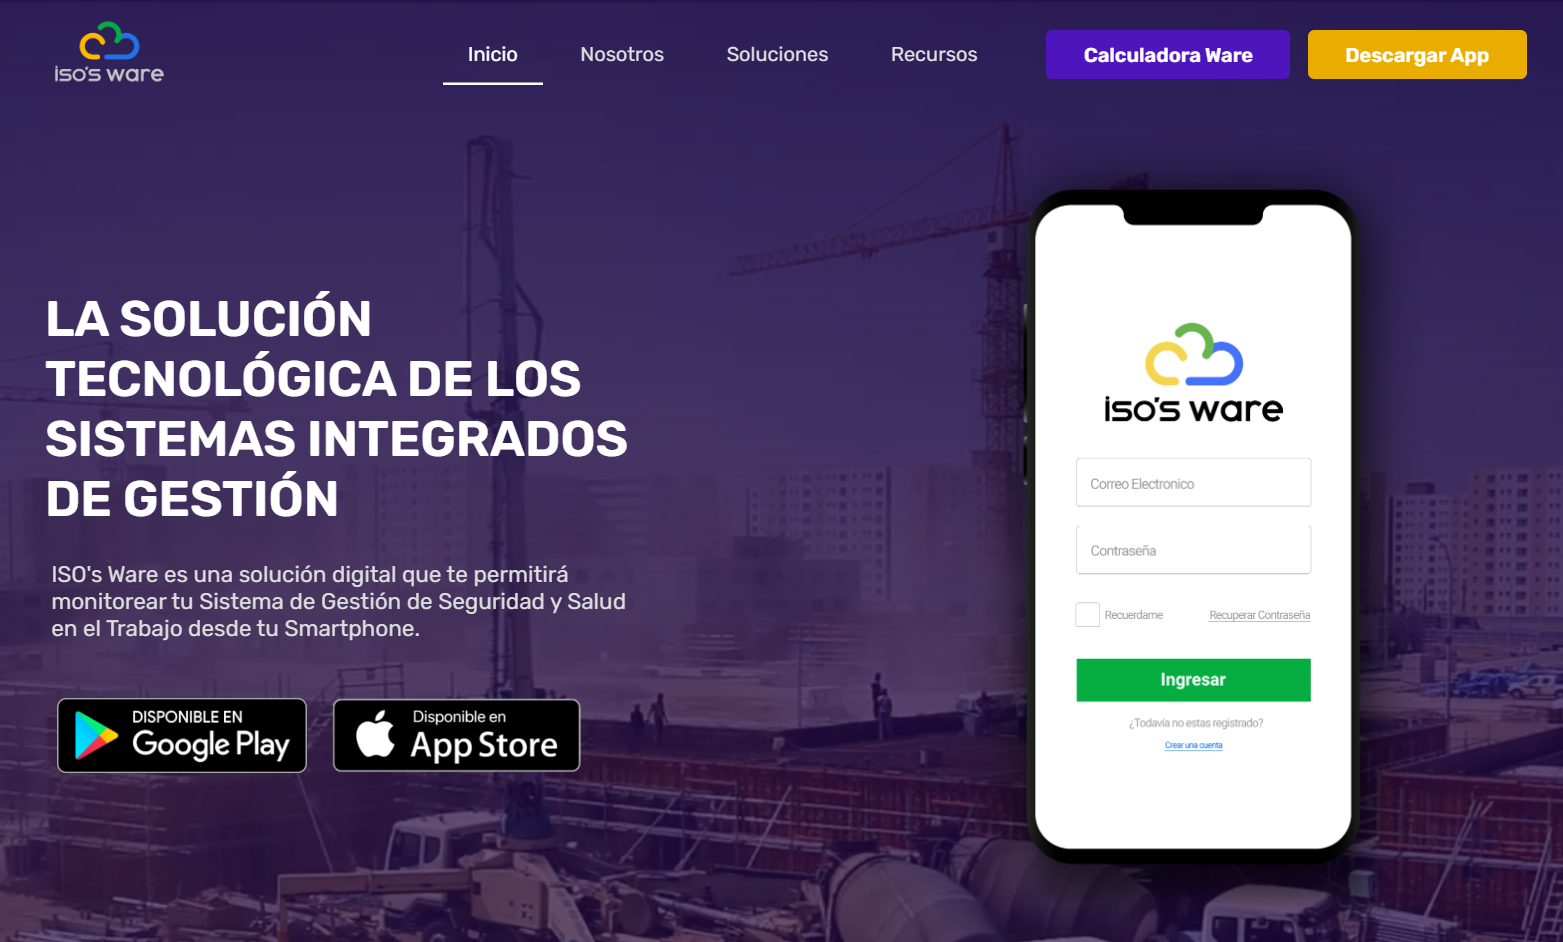 iso's ware
Inicio
Nosotros
Soluciones
Recursos
Calculadora Ware
Descargar App
LA SOLUCIÓN
TECNOLÓGICA DE LOS
SISTEMAS INTEGRADOS
DE GESTIÓN
ISO's Ware es una solución digital que te permitirá
monitorear tu Sistema de Gestión de Seguridad y Salud
en el Trabajo desde tu Smartphone.
DISPONIBLE EN
Google Play
Disponible en
App Store
iso's ware
Correo Electronico
Contraseña
Recuerdame
Recuperar Contraseña
Ingresar
¿Todavía no estas registrado?
Crear una cuenta